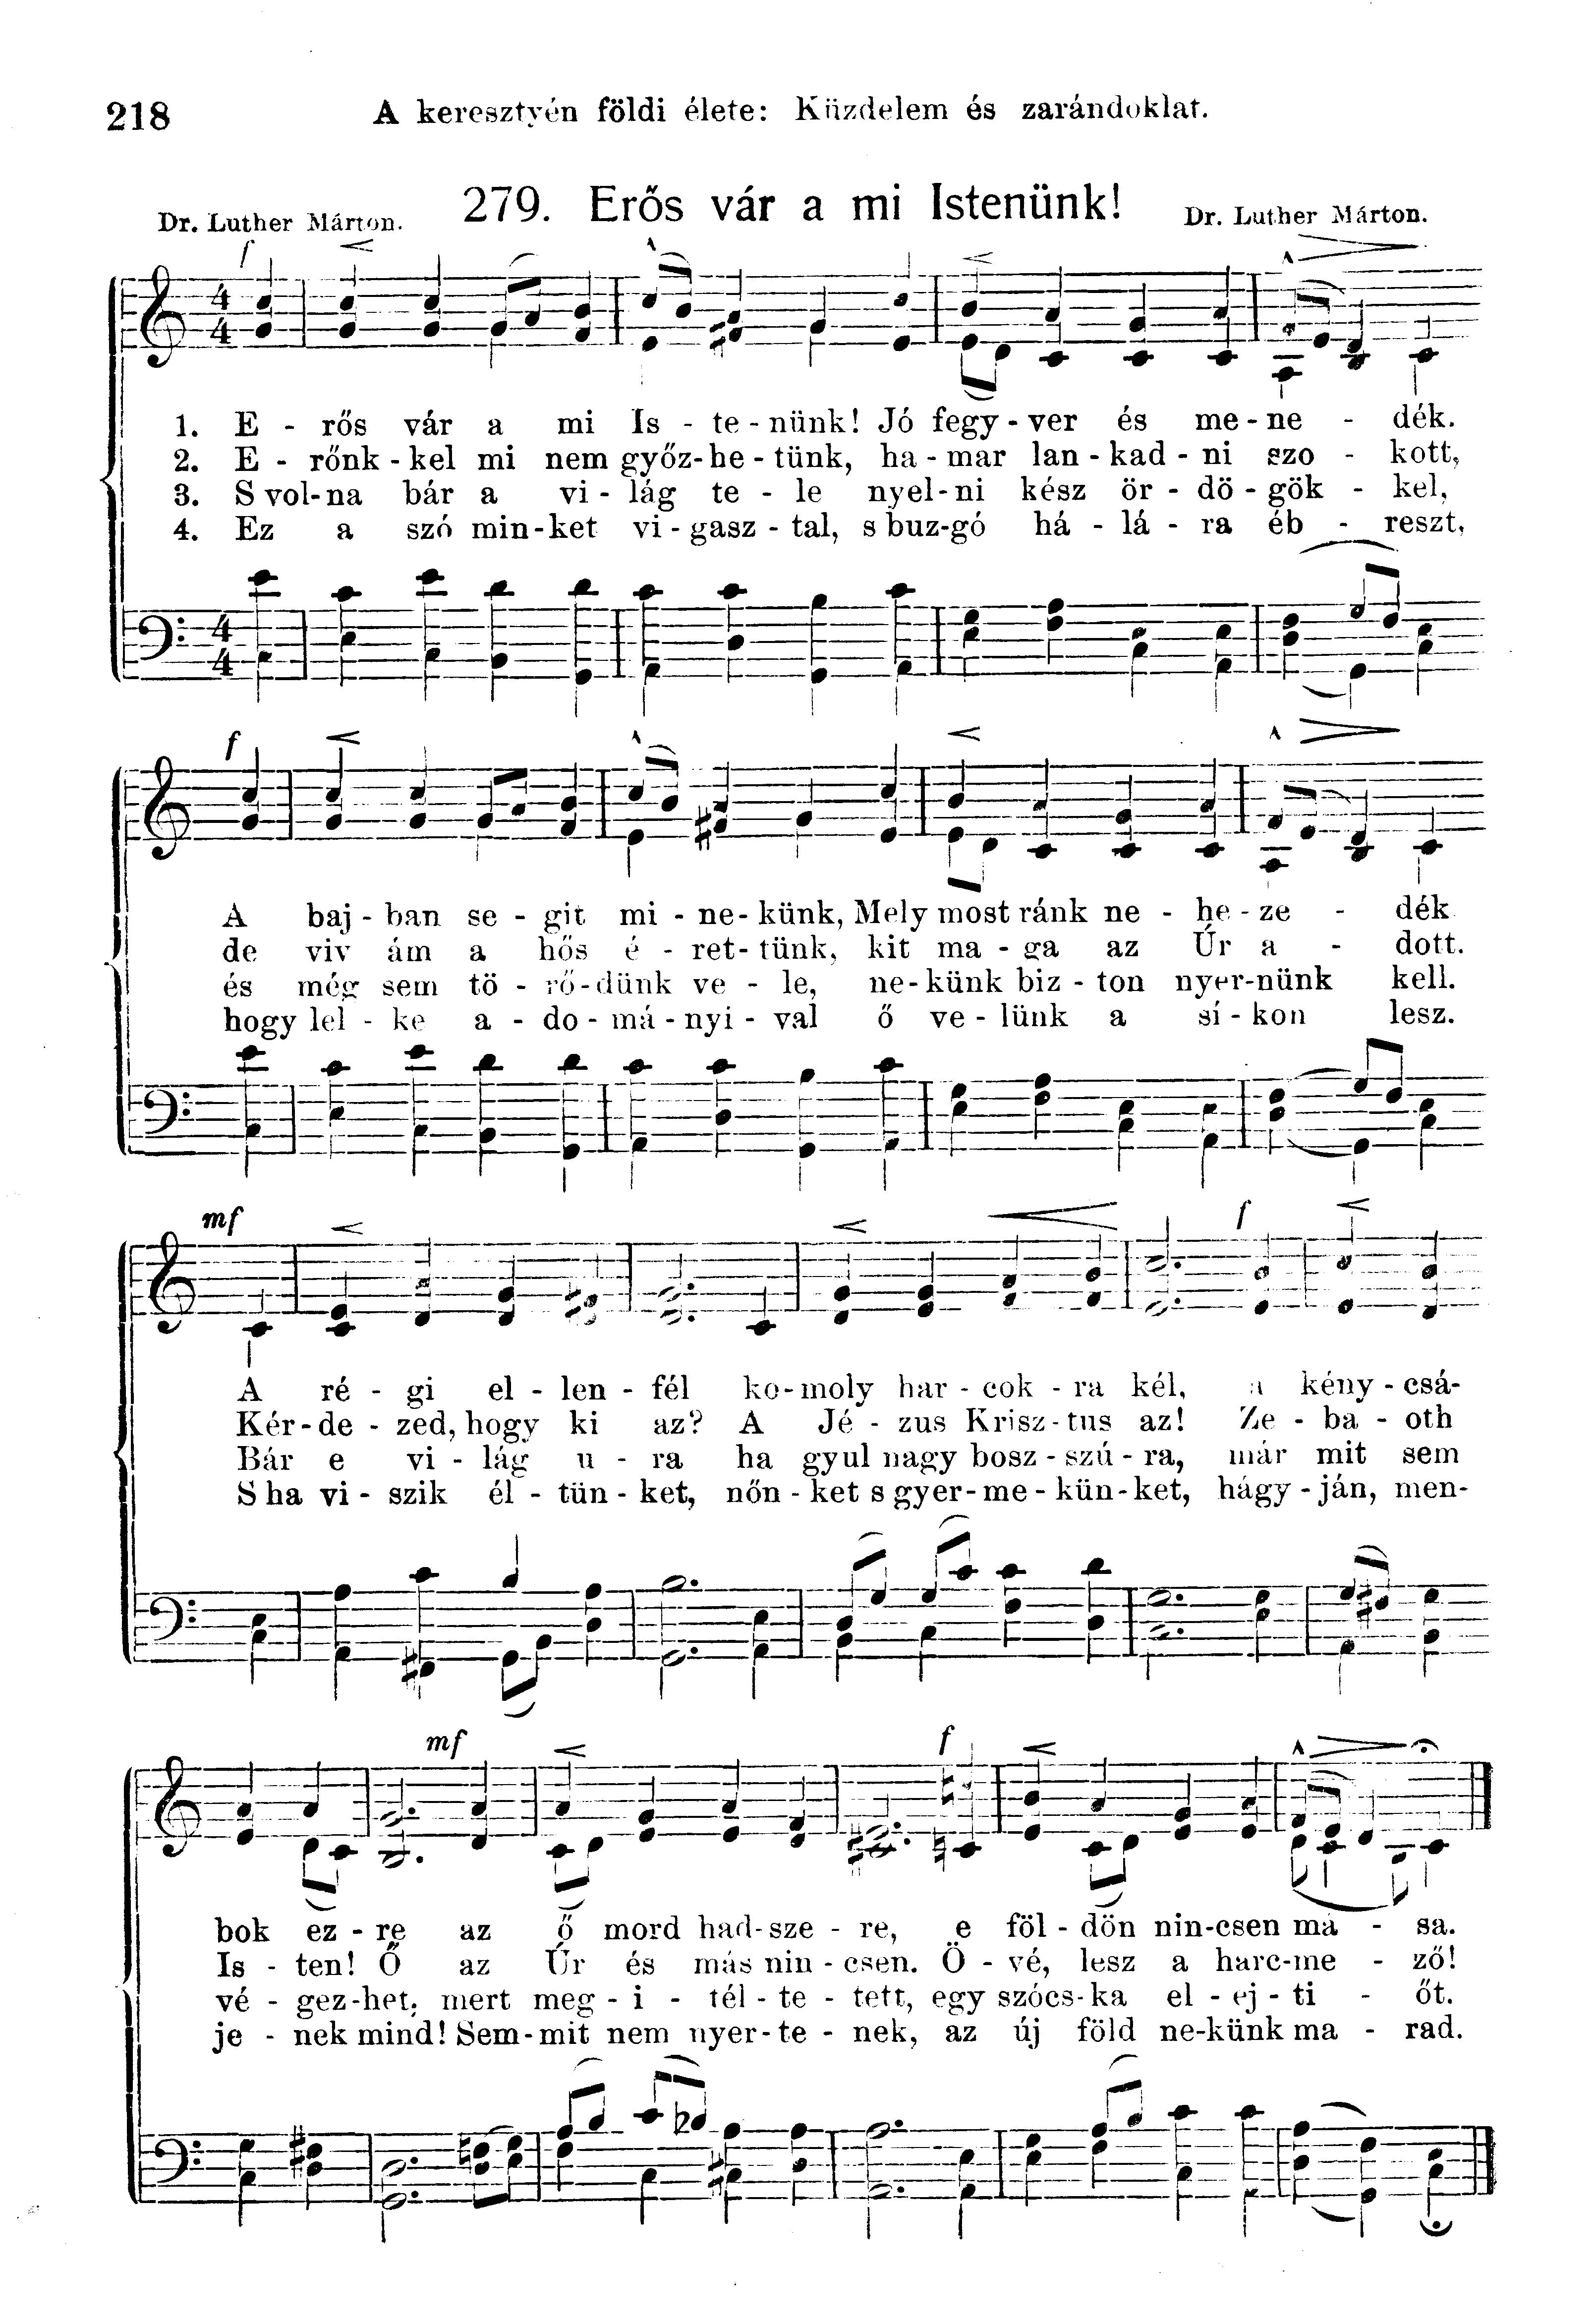 218
A keresztyén földi élete: Küzdelem és zarándoklat.
279. Erős vár a mi Istenünk!
Dr. Luther Márton.
Dr. Luther Márton.
f
4 4
1. E - rős vár a mi Is - te - nünk! Jó fegy - ver és me - ne - dék.
2. E - rőnk - kel mi nem győz - he - tünk, ha - mar lan - kad - ni szo - kott,
3. S vol - na bár a vi - lág te - le nyel - ni kész ör - dö - gök - kel,
4. Ez a szó min - ket vi - gasz - tal, s buz - gó há - lá - ra éb - reszt,
4 4
f
A baj - ban se - git mi - ne - künk, Mely most ránk ne - he - ze - dék
de viv ám a hős é - ret - tünk, kit ma - ga az Úr a - dott.
és még sem tö - rő - dünk ve - le, ne - künk biz - ton nyer - nünk kell.
hogy lel - ke a - do - má - nyi - val ő ve - lünk a sí - kon lesz.
mf f
A ré - gi el - len - fél ko - moly har - cok - ra kél, a kény - csá-
Kér - de - zed, hogy ki az? A Jé - zus Krisz - tus az! Ze - ba - oth
Bár e vi - lág u - ra ha gyul nagy bosz - szú - ra, már mit sem
S ha vi - szik él - tün - ket, nőn - ket s gyer - me - kün - ket, hágy - ján, men-
mf f
bok ez - re az ő mord had - sze - re, e föl - dön nin - csen má - sa.
Is - ten! Ő az Úr és más nin - csen. Ö - vé, lesz a harc - me - ző!
vé - gez - het, mert meg - i - tél - te - tett, egy szócs - ka el - ej - ti - őt.
je - nek mind! Sem - mit nem nyer - te - nek, az új föld ne - künk ma - rad.